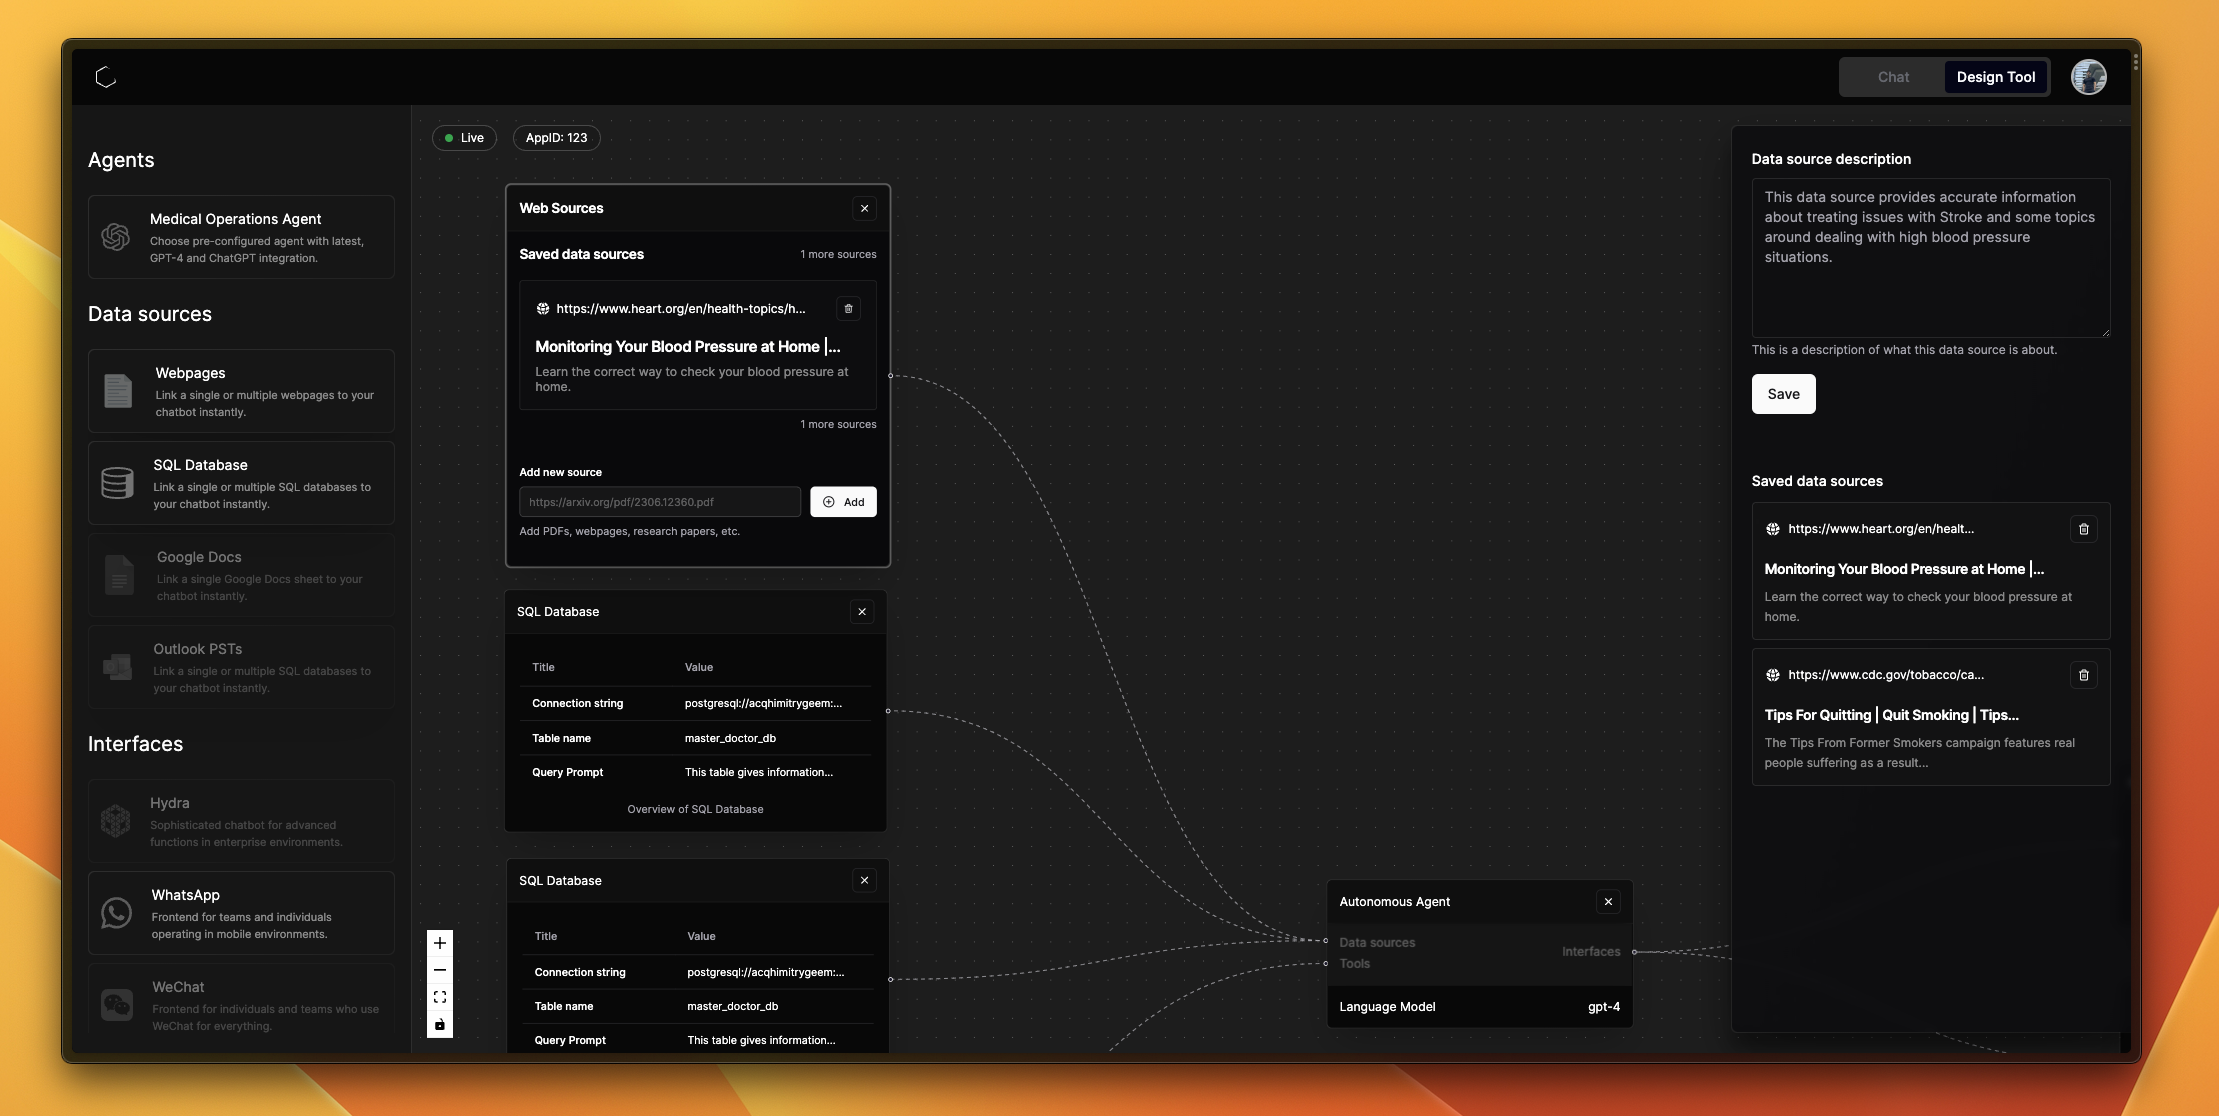 Chat
Design Tool
Agents
Medical Operations Agent
Choose pre-configured agent with latest,
GPT-4 and ChatGPT integration.
Data sources
Webpages
Link a single or multiple webpages to your
chatbot instantly.
SQL Database
Link a single or multiple SQL databases to
your chatbot instantly.
Google Docs
Link a single Google Docs sheet to your
chatbot instantly.
Outlook PSTs
Link a single or multiple SQL databases to
your chatbot instantly.
Interfaces
Hydra
Sophisticated chatbot for advanced
functions in enterprise environments.
WhatsApp
Frontend for teams and individuals
operating in mobile environments.
WeChat
Frontend for individuals and teams who use
WeChat for everything.
Live
AppID: 123
Web Sources
Saved data sources
1 more sources
https://www.heart.org/en/health-topics/h...
Monitoring Your Blood Pressure at Home |...
Learn the correct way to check your blood pressure at
home.
1 more sources
Add new source
https://arxiv.org/pdf/2306.12360.pdf
Add
Add PDFs, webpages, research papers, etc.
SQL Database
Title Value
Connection string postgresql://acqhimitrygeem:...
Table name master_doctor_db
Query Prompt This table gives information...
Overview of SQL Database
SQL Database
Title Value
Connection string postgresql://acqhimitrygeem:...
Table name master_doctor_db
Query Prompt This table gives information...
Autonomous Agent
Data sources
Tools
Interfaces
Language Model gpt-4
Data source description
This data source provides accurate information
about treating issues with Stroke and some topics
around dealing with high blood pressure
situations.
This is a description of what this data source is about.
Save
Saved data sources
https://www.heart.org/en/healt...
Monitoring Your Blood Pressure at Home |...
Learn the correct way to check your blood pressure at
home.
https://www.cdc.gov/tobacco/ca...
Tips For Quitting | Quit Smoking | Tips...
The Tips From Former Smokers campaign features real
people suffering as a result...